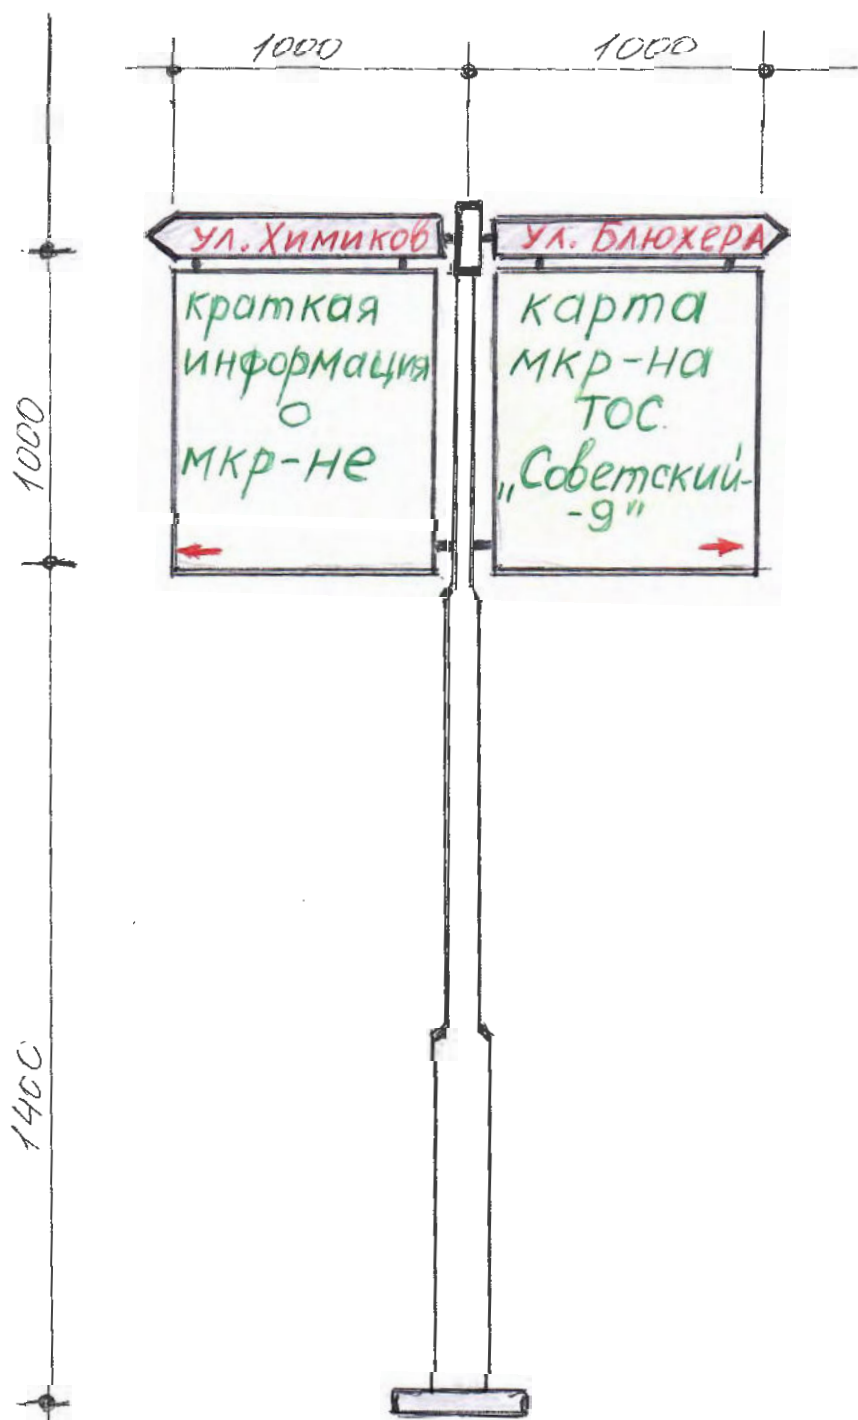 1000 1000
ул. Химиков
ул. Блюхера
краткая
информация
о
мкр-не
карта
мкр-на
ТОС.
„Советский-
-9"
1000
1400